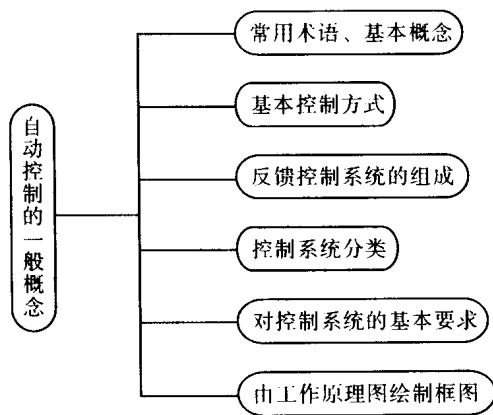 自动控制的一般概念
常用术语、基本概念
基本控制方式
反馈控制系统的组成
控制系统分类
对控制系统的基本要求
由工作原理图绘制框图